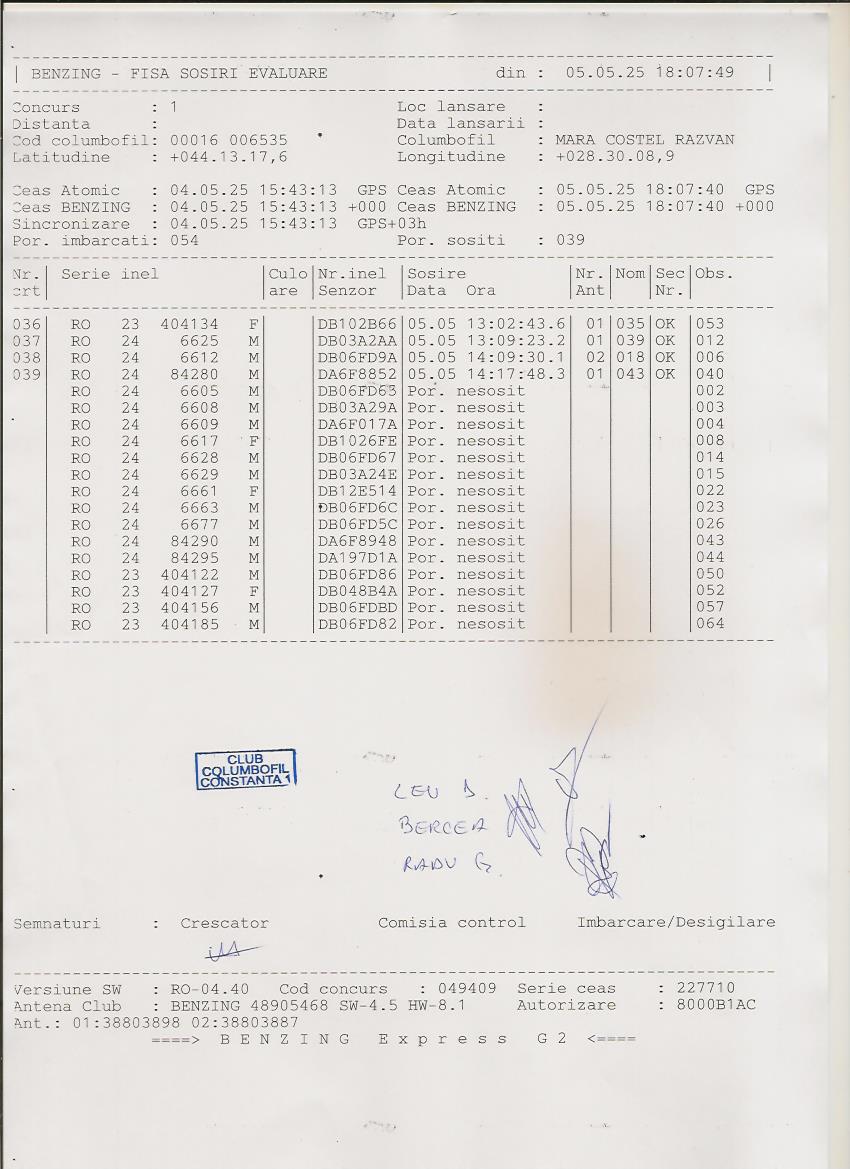 | BENZING - FISA SOSIRI EVALUARE din : 05.05.25 18:07:49 |
Concurs : 1 Loc lansare :
Distanta : Data lansarii :
Cod columbofil: 00016 006535 Columbofil : MARA COSTEL RAZVAN
Latitudine : +044.13.17,6 Longitudine : +028.30.08,9
Ceas Atomic : 04.05.25 15:43:13 GPS Ceas Atomic : 05.05.25 18:07:40 GPS
Ceas BENZING : 04.05.25 15:43:13 +000 Ceas BENZING : 05.05.25 18:07:40 +000
Sincronizare : 04.05.25 15:43:13 GPS+03h
Por. imbarcati: 054 Por. sositi : 039
Nr. | Serie inel |Culo|Nr.inel |Sosire |Nr.|Nom|Sec|Obs.
crt| |are |Senzor |Data Ora |Ant| |Nr.|
036| RO 23 404134 F| |DB102B66|05.05 13:02:43.6| 01|035|OK |053
037| RO 24 6625 M| |DB03A2AA|05.05 13:09:23.2| 01|039|OK |012
038| RO 24 6612 M| |DB06FD9A|05.05 14:09:30.1| 02|018|OK |006
039| RO 24 84280 M| |DA6F8852|05.05 14:17:48.3| 01|043|OK |040
| RO 24 6605 M| |DB06FD63|Por. nesosit | | | |002
| RO 24 6608 M| |DB03A29A|Por. nesosit | | | |003
| RO 24 6609 M| |DA6F017A|Por. nesosit | | | |004
| RO 24 6617 F| |DB1026FE|Por. nesosit | | | |008
| RO 24 6628 M| |DB06FD67|Por. nesosit | | | |014
| RO 24 6629 M| |DB03A24E|Por. nesosit | | | |015
| RO 24 6661 F| |DB12E514|Por. nesosit | | | |022
| RO 24 6663 M| |DB06FD6C|Por. nesosit | | | |023
| RO 24 6677 M| |DB06FD5C|Por. nesosit | | | |026
| RO 24 84290 M| |DA6F8948|Por. nesosit | | | |043
| RO 24 84295 M| |DA197D1A|Por. nesosit | | | |044
| RO 23 404122 M| |DB06FD86|Por. nesosit | | | |050
| RO 23 404127 F| |DB048B4A|Por. nesosit | | | |052
| RO 23 404156 M| |DB06FDBD|Por. nesosit | | | |057
| RO 23 404185 M| |DB06FD82|Por. nesosit | | | |064
CLUB
COLUMBOFIL
CONSTANTA 1
LEU D.
BERCEA
RADU G.
Semnaturi : Crescator Comisia control Imbarcare/Desigilare
Versiune SW : RO-04.40 Cod concurs : 049409 Serie ceas : 227710
Antena Club : BENZING 48905468 SW-4.5 HW-8.1 Autorizare : 8000B1AC
Ant.: 01:38803898 02:38803887
====> B E N Z I N G E x p r e s s G 2 <====